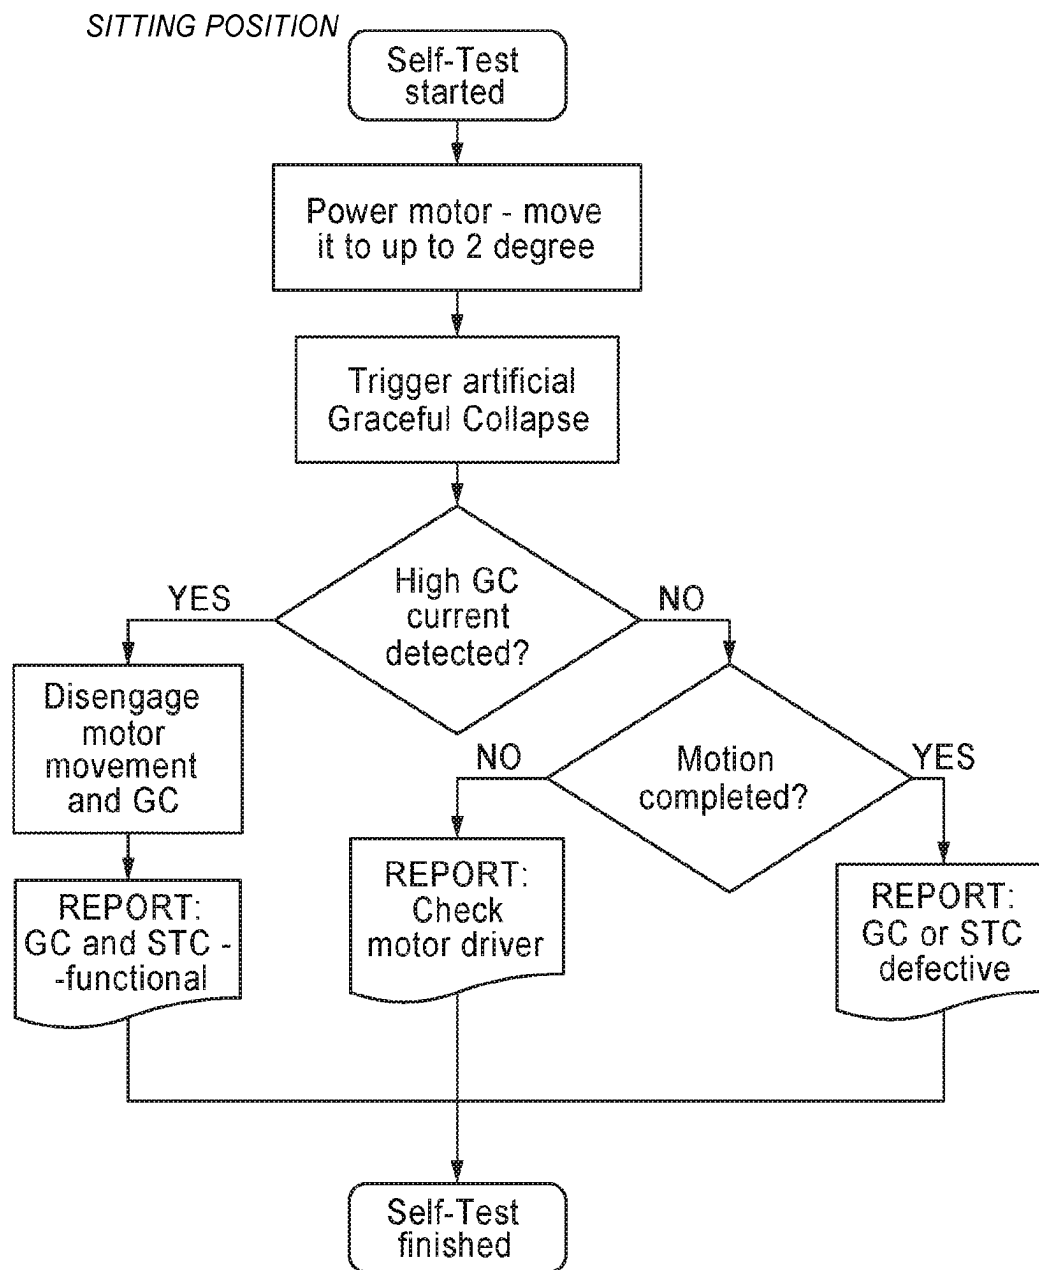 SITTING POSITION
Self-Test
started
Power motor - move
it to up to 2 degree
Trigger artificial
Graceful Collapse
High GC
current
detected?
YES
NO
Disengage
motor
movement
and GC
Motion
completed?
NO
YES
REPORT:
GC and STC -
-functional
REPORT:
Check
motor driver
REPORT:
GC or STC
defective
Self-Test
finished